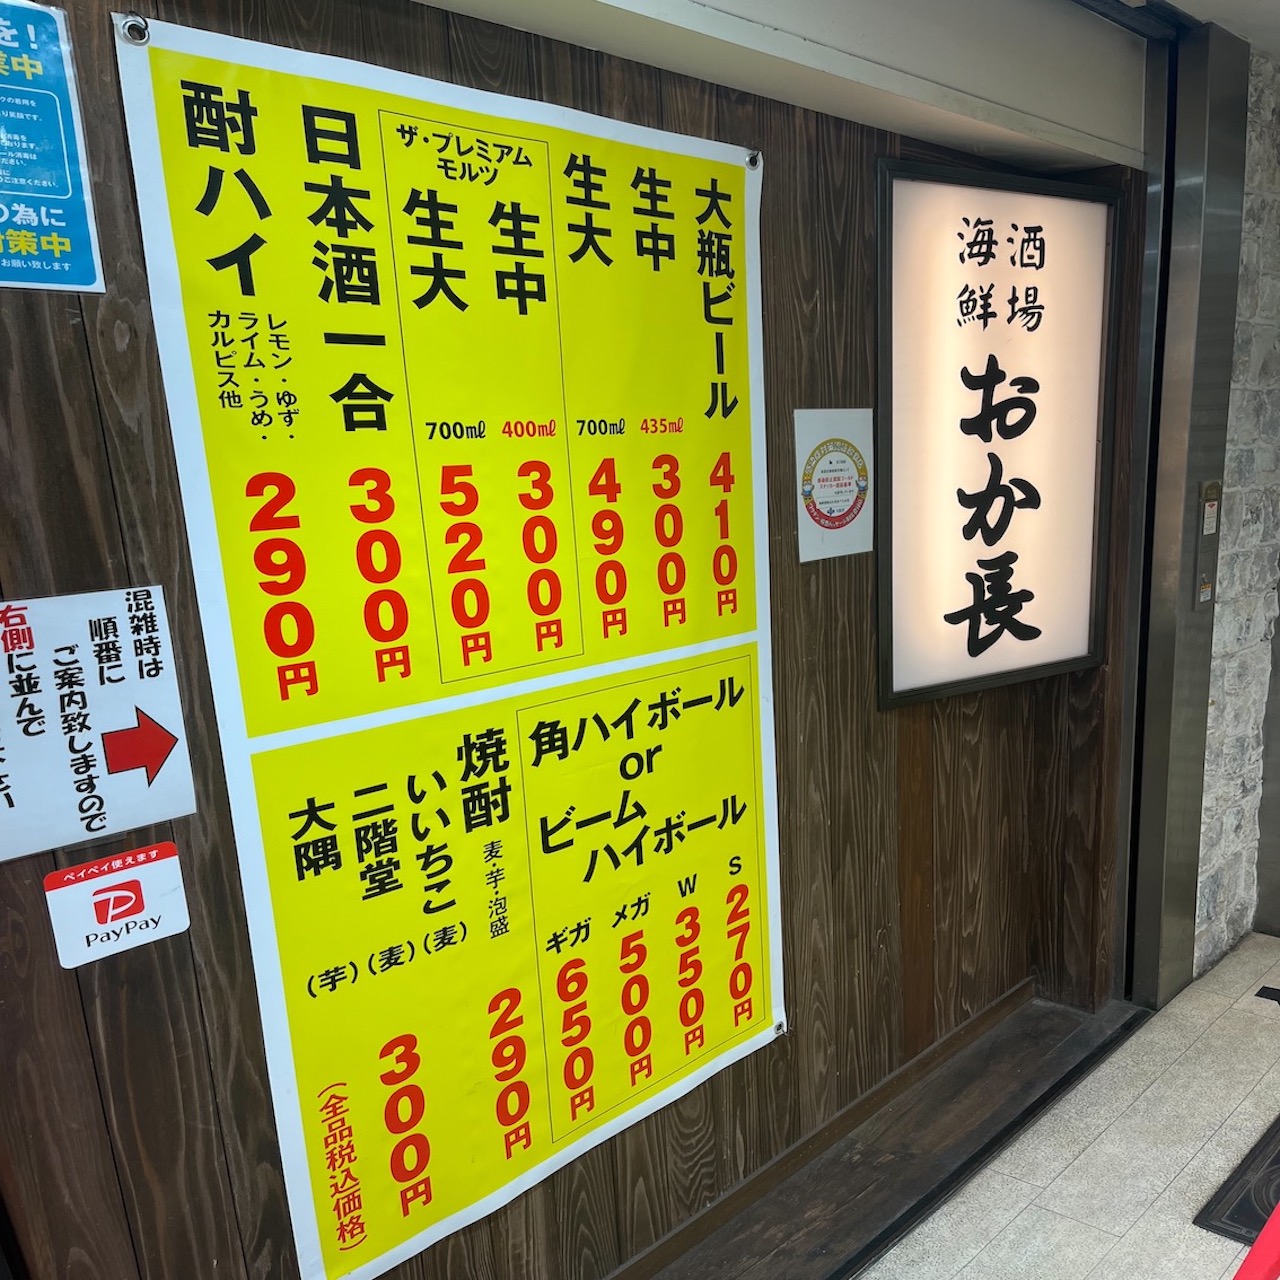 大瓶ビール
410円
生中
435mℓ
300円
生大
700mℓ
490円
ザ・プレミアム
モルツ
生中
400mℓ
300円
生大
700mℓ
520円
日本酒一合
300円
酎ハイ
レモン・ゆず・
ライム・うめ・
カルピス他
290円
角ハイボール
or
ビーム
ハイボール
S
270円
W
350円
メガ
500円
ギガ
650円
焼酎
麦・芋・泡盛
290円
いいちこ
(麦)
二階堂
(麦)
大隅
(芋)
300円
(全品税込価格)
酒場
海鮮
おか長
混雑時は
順番に
ご案内致しますので
右側に並んで
ペイペイ使えます
PayPay
を!
業中
の為に
策中
お願い致します